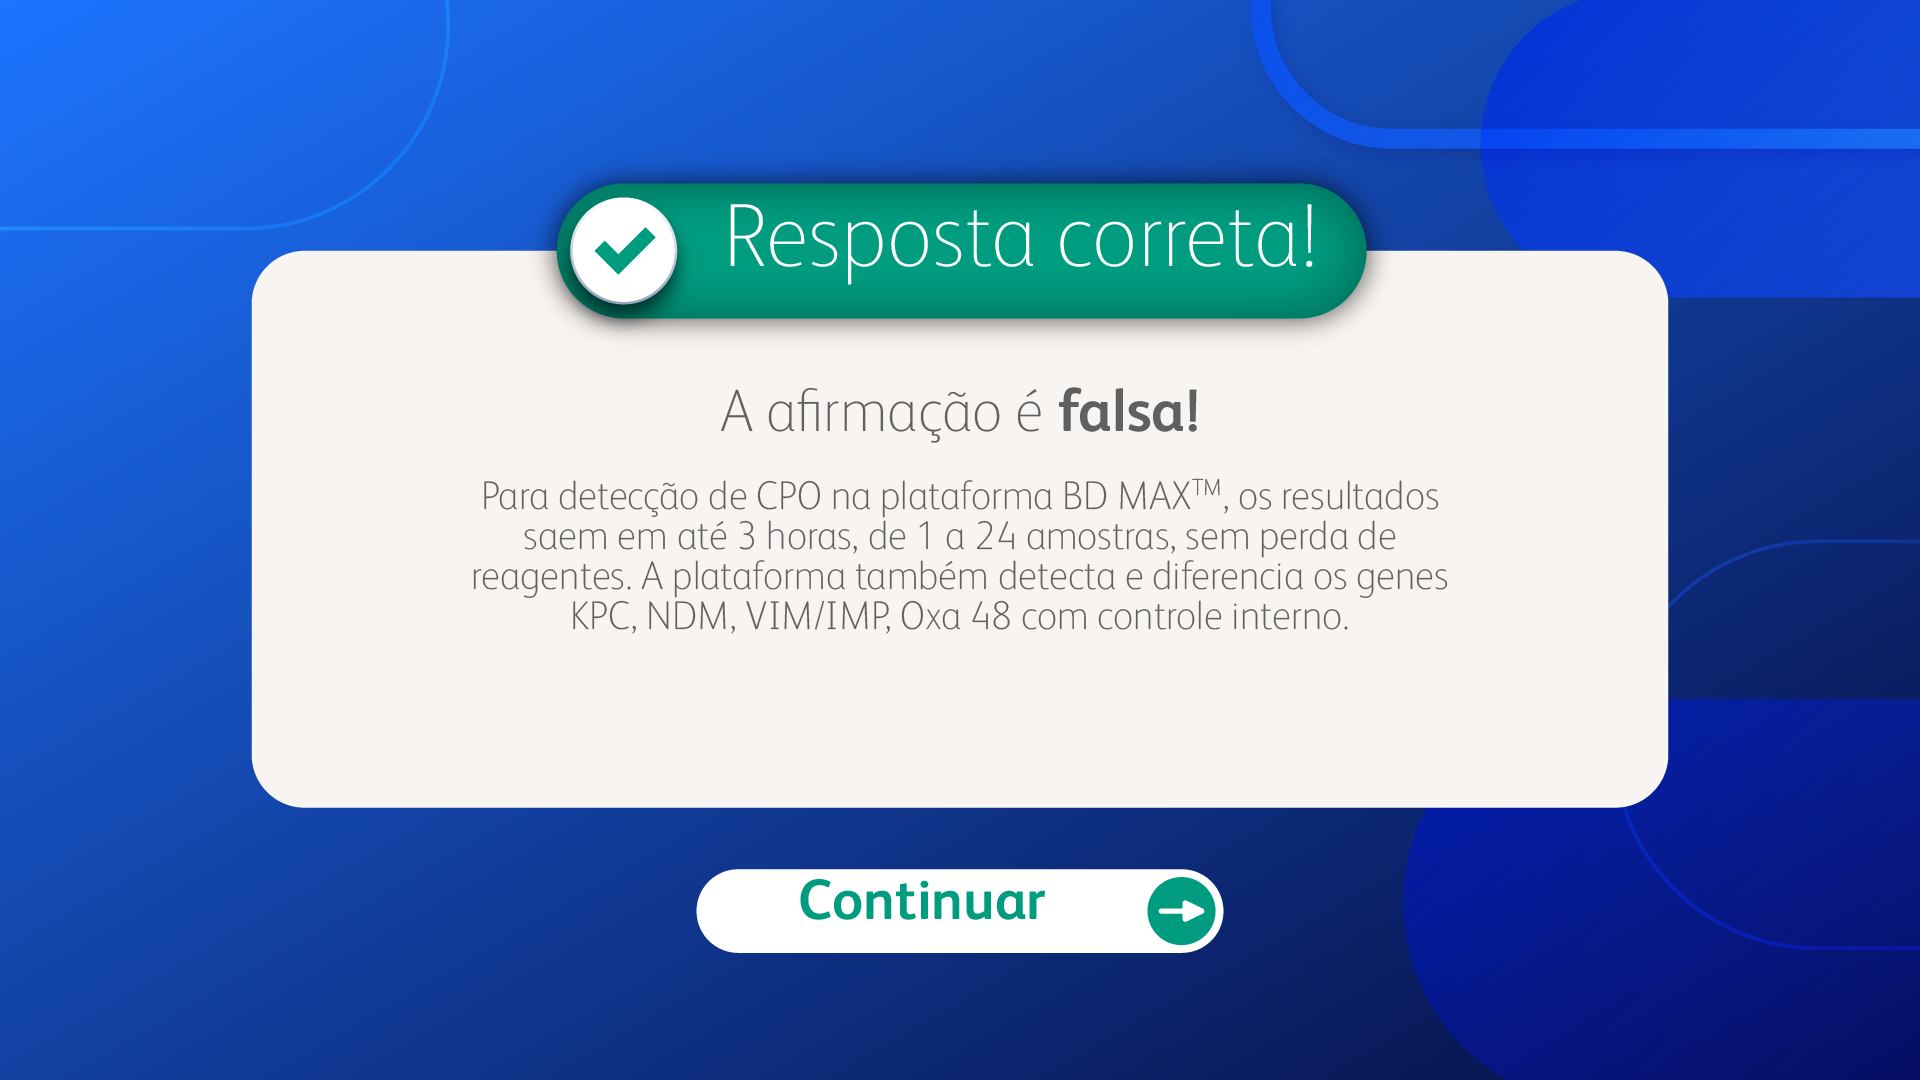 Resposta correta!
A afirmação é falsa!
Para detecção de CPO na plataforma BD MAX™, os resultados
saem em até 3 horas, de 1 a 24 amostras, sem perda de
reagentes. A plataforma também detecta e diferencia os genes
KPC, NDM, VIM/IMP, Oxa 48 com controle interno.
Continuar